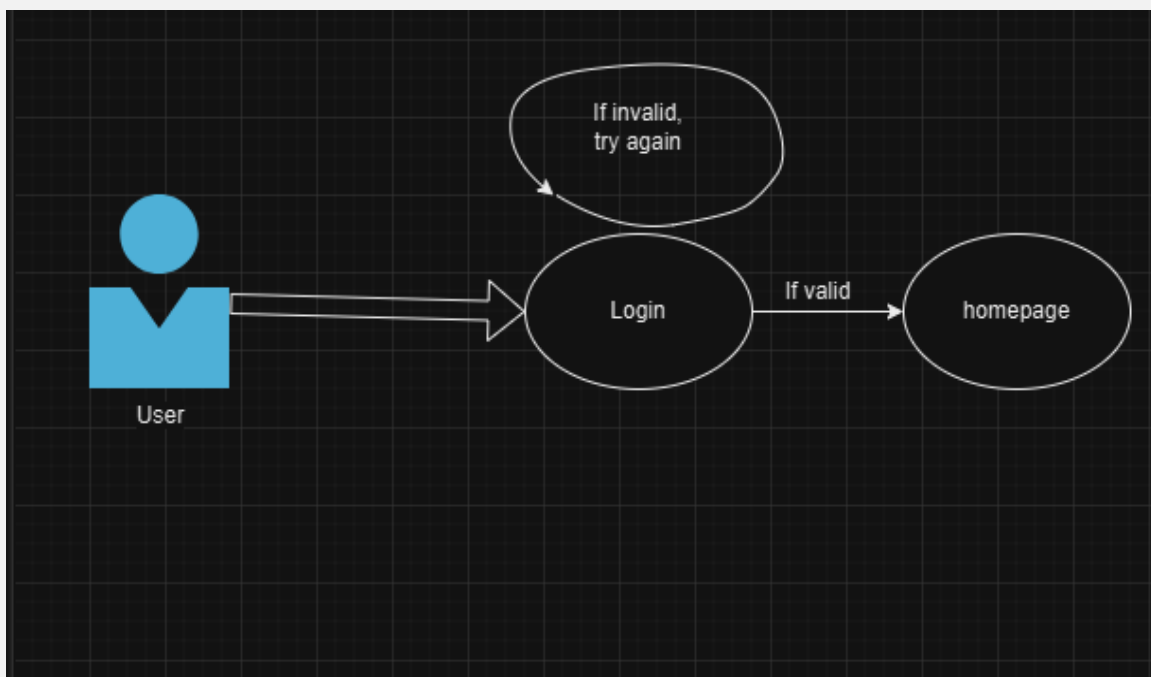 If invalid,
try again
Login
If valid
homepage
User